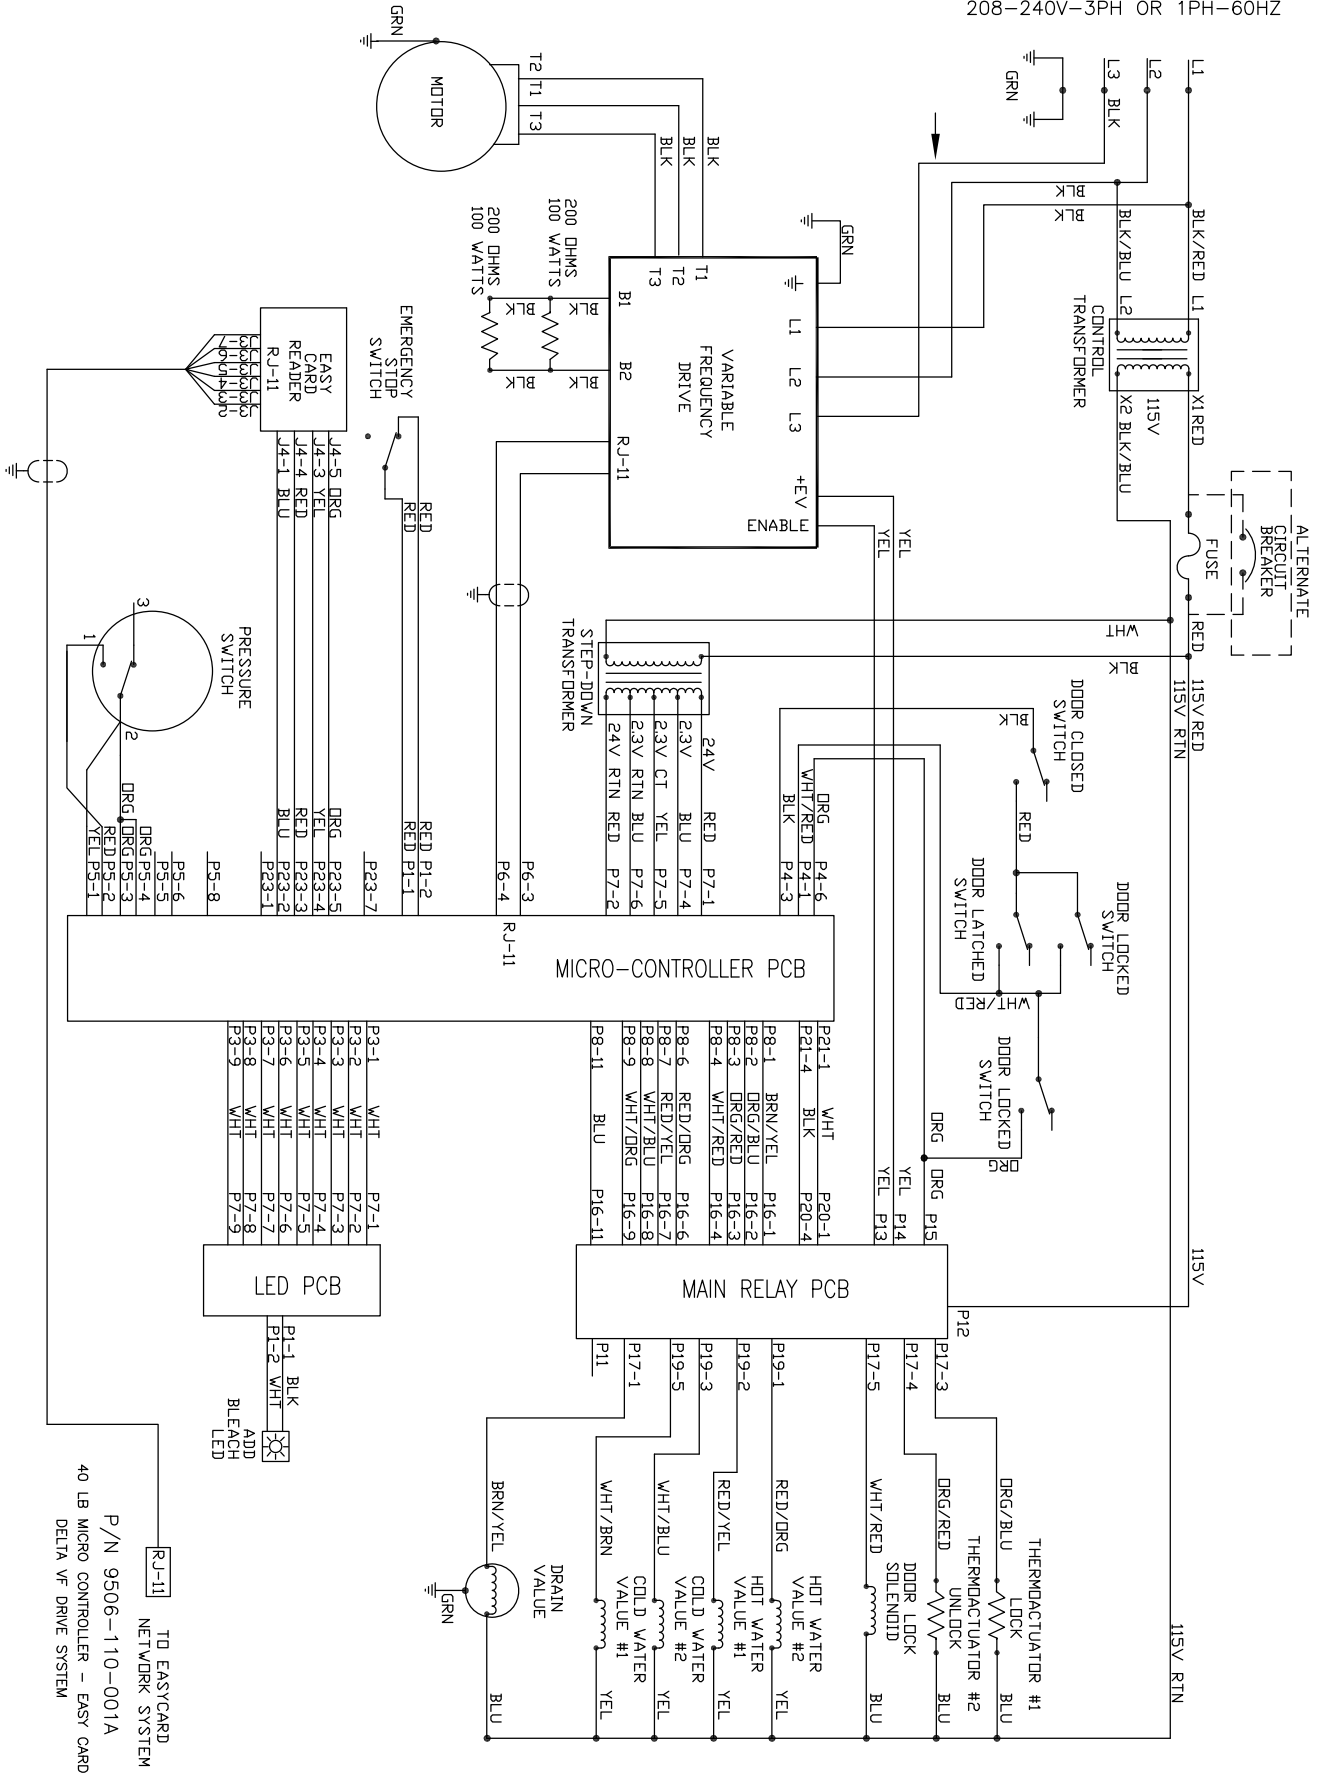 208-240V-3PH OR 1PH-60HZ
L1
L2
L3
BLK
GRN
BLK
BLK
BLK/RED
BLK/BLU
L1
L2
CONTROL
TRANSFORMER
X1
RED
115V
X2
BLK/BLU
ALTERNATE
CIRCUIT
BREAKER
FUSE
RED
WHT
BLK
115V RED
115V RTN
115V
115V RTN
GRN
MOTOR
T2
T1
T3
BLK
BLK
BLK
GRN
T1
T2
T3
L1
L2
L3
VARIABLE
FREQUENCY
DRIVE
B1
B2
RJ-11
+EV
ENABLE
YEL
YEL
200 OHMS
100 WATTS
200 OHMS
100 WATTS
BLK
BLK
BLK
BLK
EMERGENCY
STOP
SWITCH
RED
RED
EASY
CARD
READER
RJ-11
J3-7
J3-6
J3-5
J3-4
J3-2
J4-5 ORG
J4-3 YEL
J4-4 RED
J4-1 BLU
PRESSURE
SWITCH
3
1
2
STEP-DOWN
TRANSFORMER
24V
2.3V
2.3V CT
2.3V RTN
24V RTN
RED
BLU
YEL
BLU
RED
P7-1
P7-4
P7-5
P7-6
P7-2
DOOR CLOSED
SWITCH
BLK
RED
DOOR LATCHED
SWITCH
DOOR LOCKED
SWITCH
WHT/RED
DOOR LOCKED
SWITCH
ORG
ORG
WHT/RED
BLK
P4-6
P4-1
P4-3
P6-3
P6-4
RED P1-2
RED P1-1
P23-7
ORG P23-5
YEL P23-4
RED P23-3
BLU P23-2
P23-1
P5-8
P5-6
P5-5
ORG P5-4
ORG
ORG P5-3
RED P5-2
YEL P5-1
RJ-11
MICRO-CONTROLLER PCB
P21-1 WHT P20-1
P21-4 BLK P20-4
P8-1 BRN/YEL P16-1
P8-2 ORG/BLU P16-2
P8-3 ORG/RED P16-3
P8-4 WHT/RED P16-4
P8-6 RED/ORG P16-6
P8-7 RED/YEL P16-7
P8-8 WHT/BLU P16-8
P8-9 WHT/ORG P16-9
P8-11 BLU P16-11
P3-1 WHT P7-1
P3-2 P7-2
P3-3 WHT P7-3
P3-4 WHT P7-4
P3-5 WHT P7-5
P3-6 WHT P7-6
P3-7 WHT P7-7
P3-8 WHT P7-8
P3-9 WHT P7-9
ORG
ORG P15
YEL P14
YEL P13
MAIN RELAY PCB
P12
LED PCB
P1-1 BLK
P1-2 WHT
ADD
BLEACH
LED
P17-3
P17-4
P17-5
P19-1
P19-2
P19-3
P19-5
P17-1
P11
ORG/BLU
THERMOACTUATOR #1
LOCK
BLU
ORG/RED
THERMOACTUATOR #2
UNLOCK
BLU
WHT/RED
DOOR LOCK
SOLENOID
BLU
RED/ORG
HOT WATER
VALUE #2
YEL
RED/YEL
HOT WATER
VALUE #1
YEL
WHT/BLU
COLD WATER
VALUE #2
YEL
WHT/BRN
COLD WATER
VALUE #1
YEL
BRN/YEL
DRAIN
VALUE
GRN
BLU
RJ-11
TO EASYCARD
NETWORK SYSTEM
P/N 9506-110-001A
40 LB MICRO CONTROLLER - EASY CARD
DELTA VF DRIVE SYSTEM